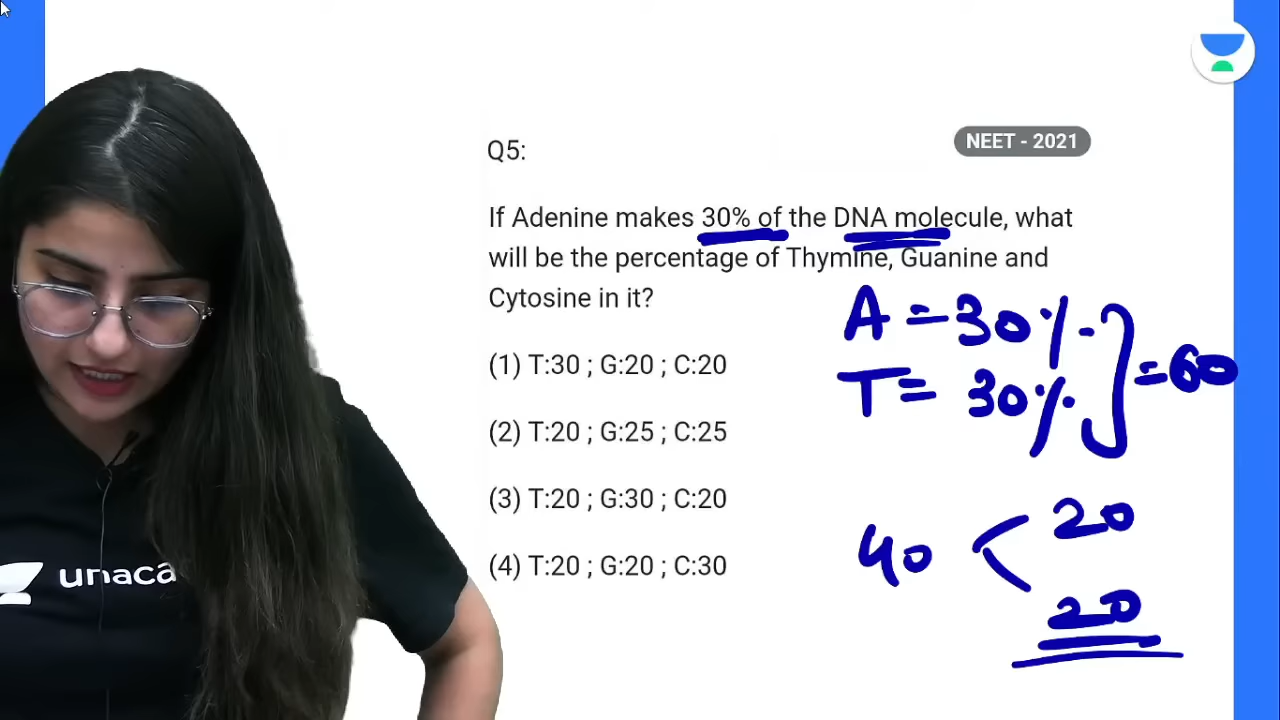 Q5:
NEET - 2021
If Adenine makes 30% of the DNA molecule, what
will be the percentage of Thymine, Guanine and
Cytosine in it?
(1) T:30 ; G:20 ; C:20
(2) T:20 ; G:25 ; C:25
(3) T:20 ; G:30 ; C:20
(4) T:20 ; G:20 ; C:30
A = 30%
T = 30%
= 60
40 < 20
20
unaca